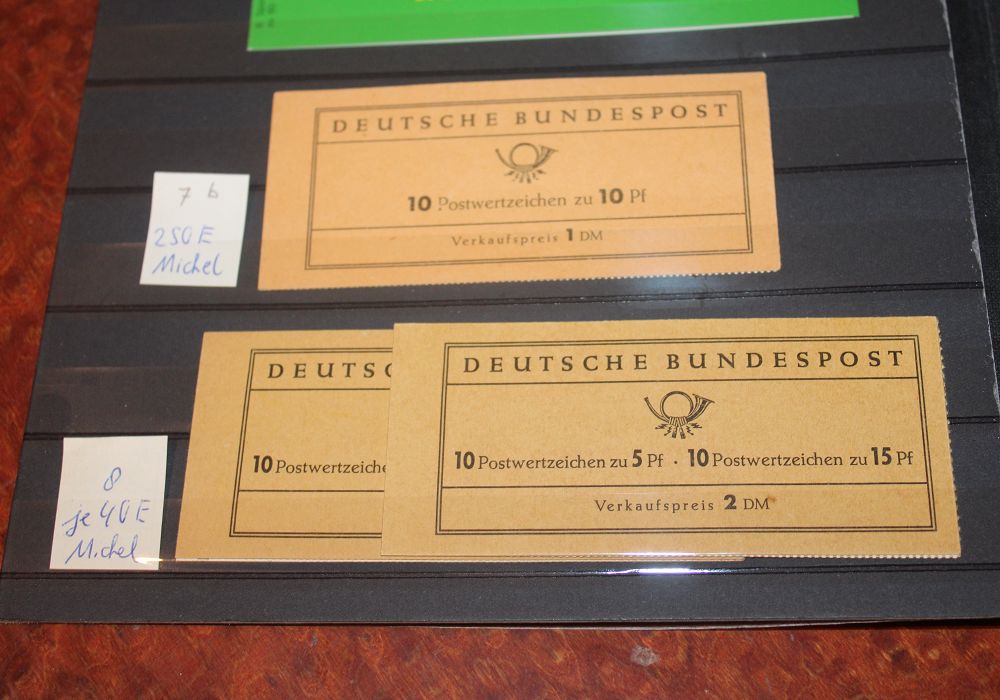 DEUTSCHE BUNDESPOST
10 Postwertzeichen zu 10 Pf
Verkaufspreis 1 DM
7 b
250 E
Michel
DEUTSC
10 Postwertzeiche
DEUTSCHE BUNDESPOST
10 Postwertzeichen zu 5 Pf · 10 Postwertzeichen zu 15 Pf
Verkaufspreis 2 DM
8
je 40 E
Michel